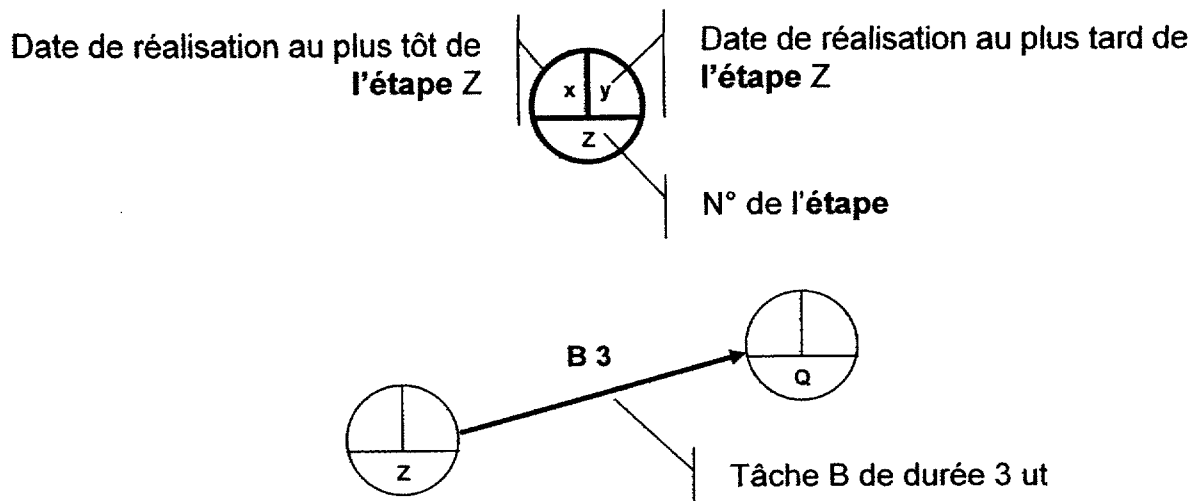 Date de réalisation au plus tôt de
l'étape Z
Date de réalisation au plus tard de
l'étape Z
x
y
Z
N° de l'étape
B 3
Q
Z
Tâche B de durée 3 ut